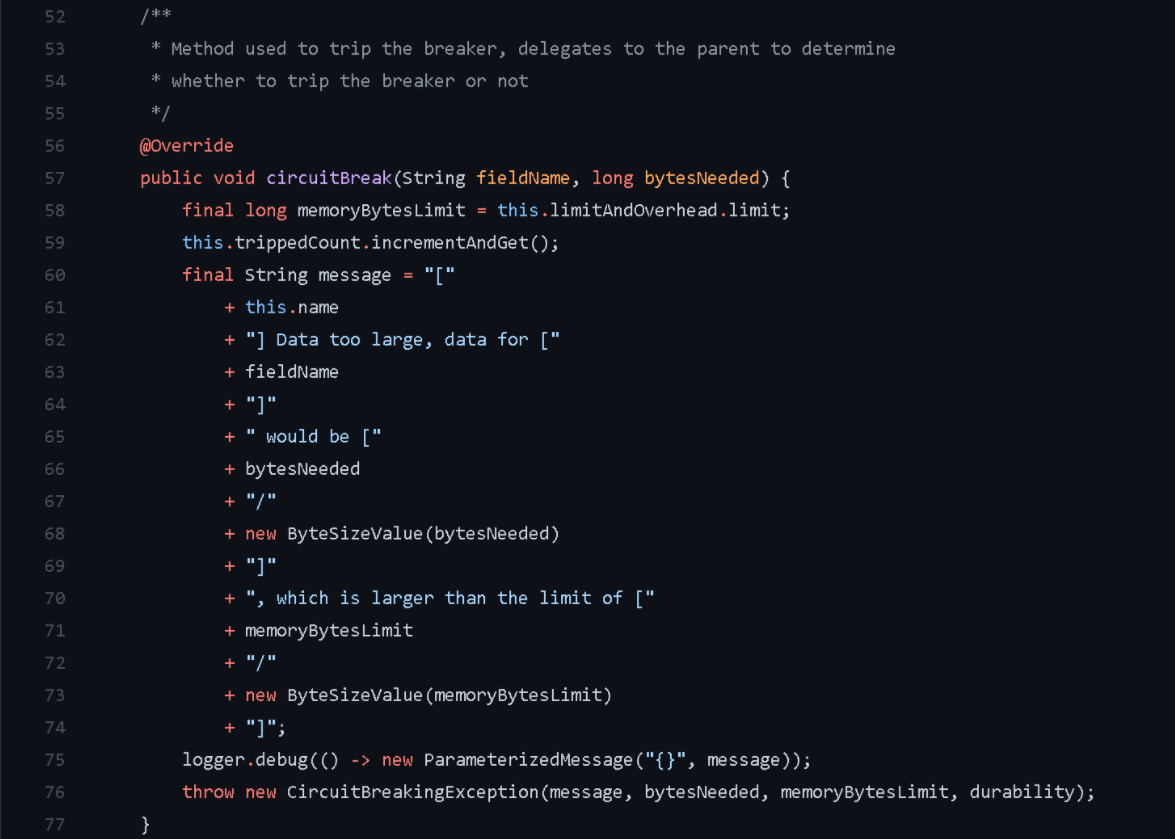 52 /**
53 * Method used to trip the breaker, delegates to the parent to determine
54 * whether to trip the breaker or not
55 */
56 @Override
57 public void circuitBreak(String fieldName, long bytesNeeded) {
58 final long memoryBytesLimit = this.limitAndOverhead.limit;
59 this.trippedCount.incrementAndGet();
60 final String message = "["
61 + this.name
62 + "] Data too large, data for ["
63 + fieldName
64 + "]"
65 + " would be ["
66 + bytesNeeded
67 + "/"
68 + new ByteSizeValue(bytesNeeded)
69 + "]"
70 + ", which is larger than the limit of ["
71 + memoryBytesLimit
72 + "/"
73 + new ByteSizeValue(memoryBytesLimit)
74 + "]";
75 logger.debug(() -> new ParameterizedMessage("{}", message));
76 throw new CircuitBreakingException(message, bytesNeeded, memoryBytesLimit, durability);
77 }